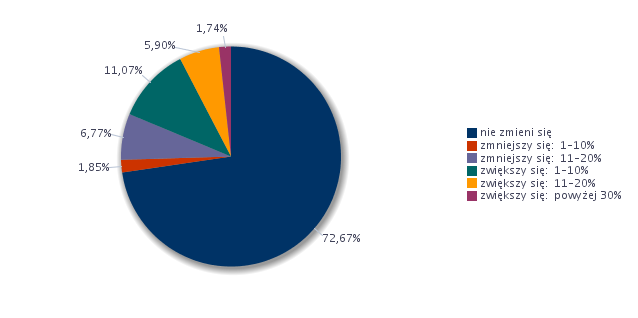 1,74%
5,90%
11,07%
6,77%
1,85%
72,67%
nie zmieni się
zmniejszy się: 1–10%
zmniejszy się: 11–20%
zwiększy się: 1–10%
zwiększy się: 11–20%
zwiększy się: powyżej 30%